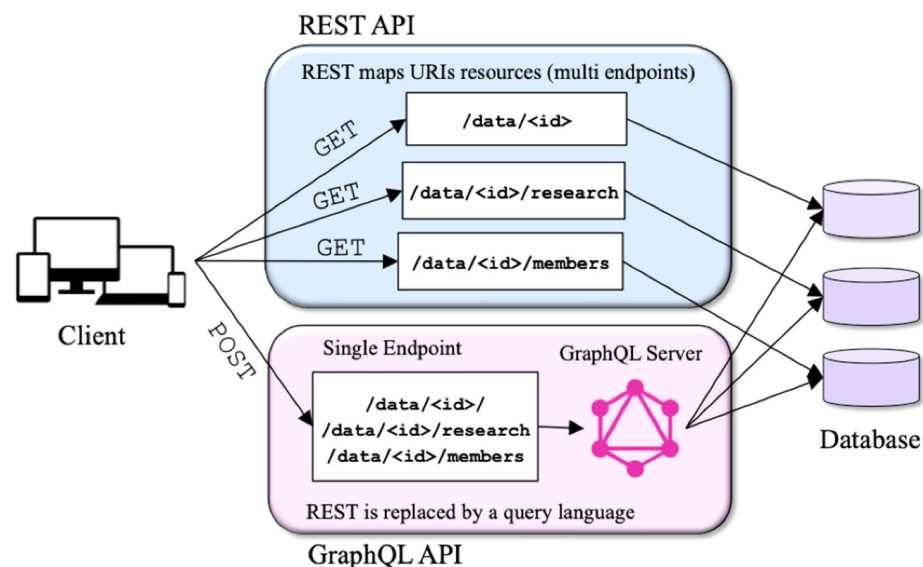 REST API
REST maps URIs resources (multi endpoints)
GET
/data/<id>
GET
/data/<id>/research
GET
/data/<id>/members
Client
POST
Single Endpoint
GraphQL Server
/data/<id>/
/data/<id>/research
/data/<id>/members
Database
REST is replaced by a query language
GraphQL API